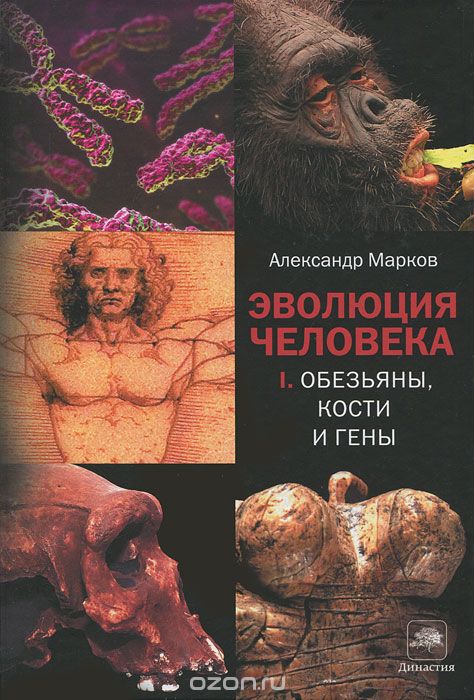 Александр Марков
ЭВОЛЮЦИЯ
ЧЕЛОВЕКА
I. ОБЕЗЬЯНЫ,
КОСТИ
И ГЕНЫ
ДИНАСТИЯ
ozon.ru